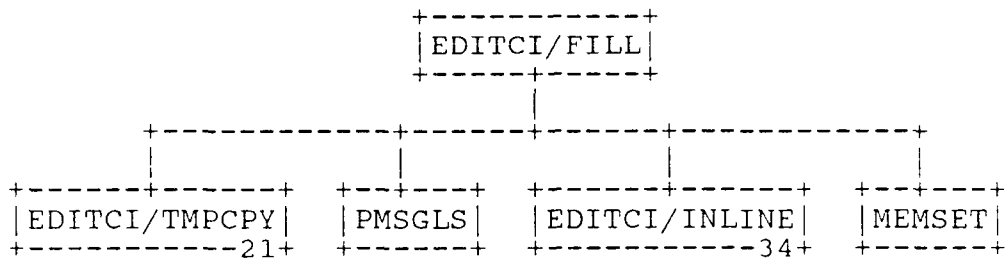 EDITCI/FILL
EDITCI/TMPCPY PMSGLS EDITCI/INLINE MEMSET
21 34